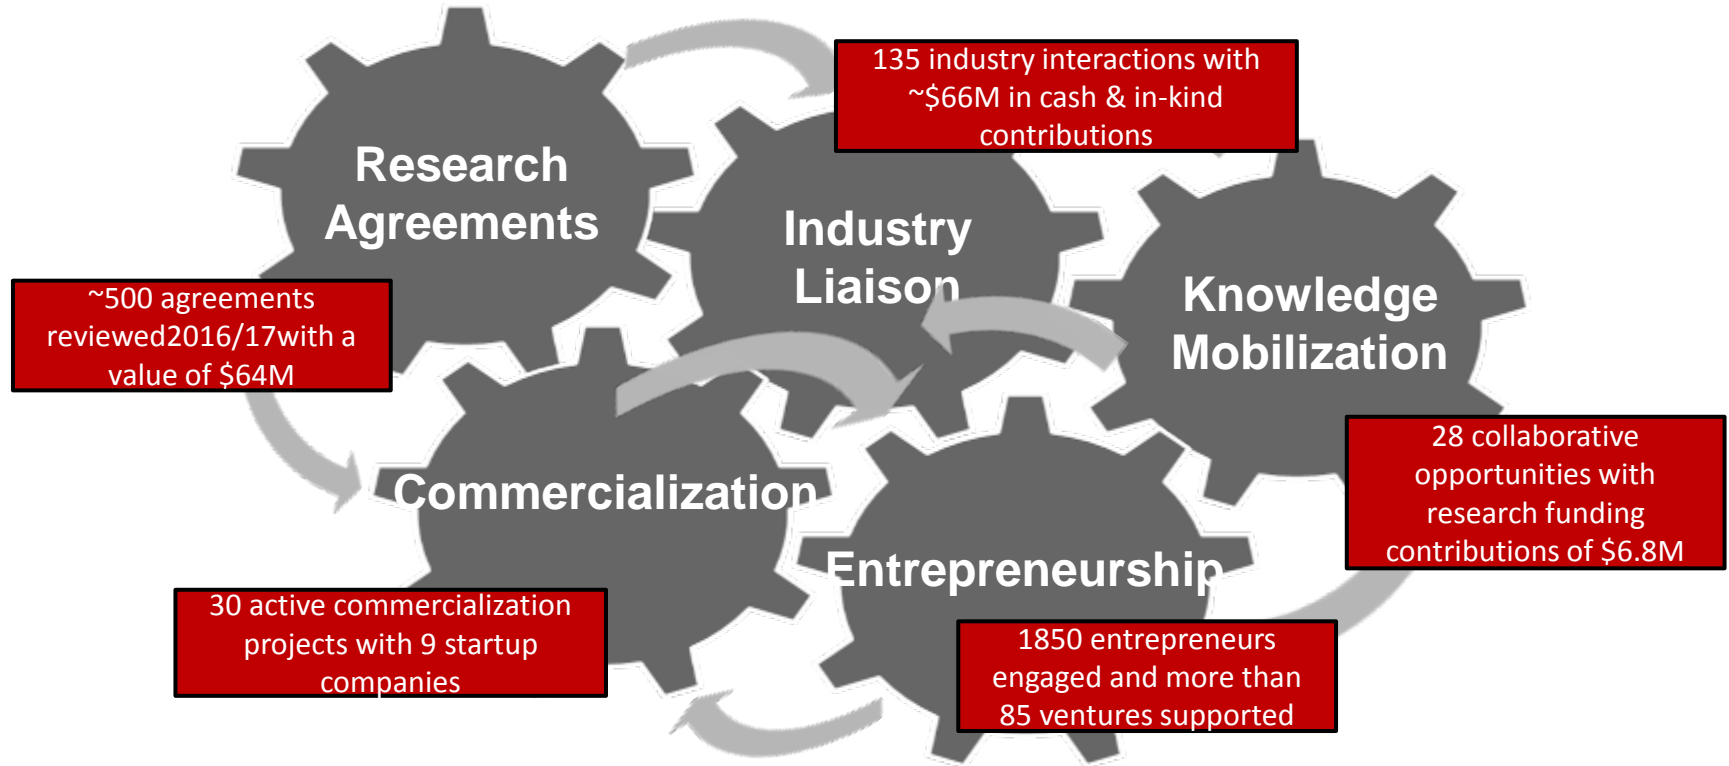 Research
Agreements
~500 agreements
reviewed2016/17with a
value of $64M
135 industry interactions with
~$66M in cash & in-kind
contributions
Industry
Liaison
Knowledge
Mobilization
28 collaborative
opportunities with
research funding
contributions of $6.8M
Commercialization
30 active commercialization
projects with 9 startup
companies
Entrepreneurship
1850 entrepreneurs
engaged and more than
85 ventures supported